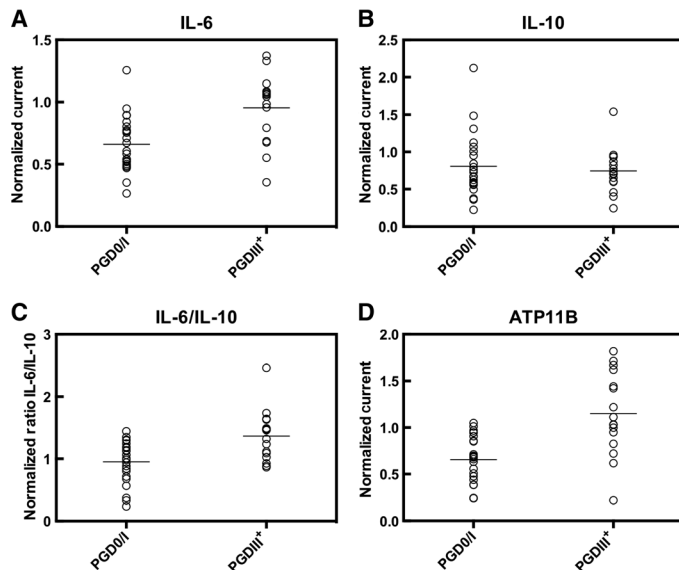 A
IL-6
Normalized current
1.5
1.0
0.5
0.0
PGD0/I
PGDIII+
B
IL-10
Normalized current
2.5
2.0
1.5
1.0
0.5
0.0
PGD0/I
PGDIII+
C
IL-6/IL-10
Normalized ratio IL-6/IL-10
3
2
1
0
PGD0/I
PGDIII+
D
ATP11B
Normalized current
2.0
1.5
1.0
0.5
0.0
PGD0/I
PGDIII+